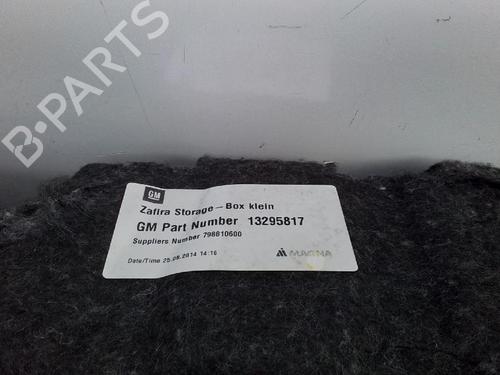 B-PARTS
GM
Zafira Storage-Box klein
GM Part Number 13295817
Suppliers Number 798810600
Date/Time 25.08.2014 14:16
MAGNA